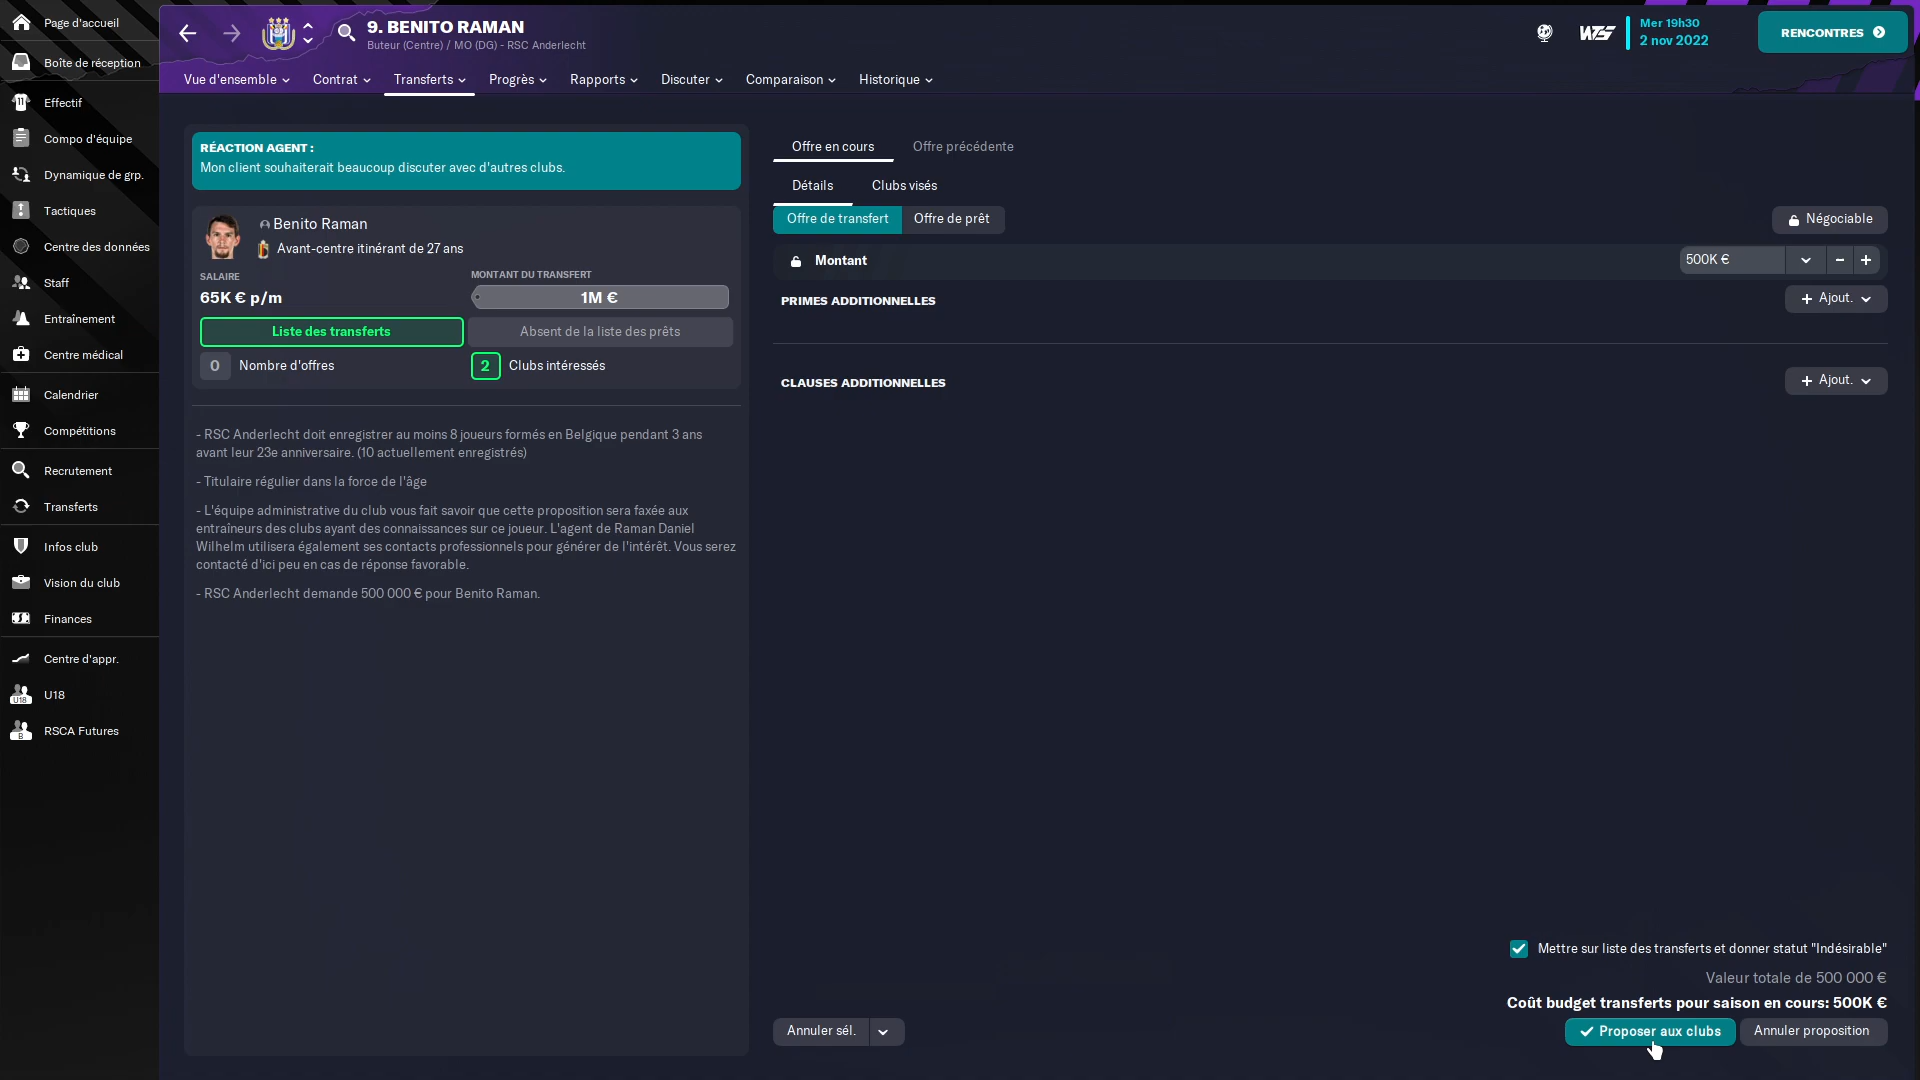 Page d'accueil
Boîte de réception
Effectif
Compo d'équipe
Dynamique de grp.
Tactiques
Centre des données
Staff
Entraînement
Centre médical
Calendrier
Compétitions
Recrutement
Transferts
Infos club
Vision du club
Finances
Centre d'appr.
U18
RSCA Futures
9. BENITO RAMAN
Buteur (Centre) / MO (DG) - RSC Anderlecht
Mer 19h30
2 nov 2022
RENCONTRES
Vue d'ensemble
Contrat
Transferts
Progrès
Rapports
Discuter
Comparaison
Historique
RÉACTION AGENT :
Mon client souhaiterait beaucoup discuter avec d'autres clubs.
Benito Raman
Avant-centre itinérant de 27 ans
SALAIRE
65K € p/m
MONTANT DU TRANSFERT
1M €
Liste des transferts
Absent de la liste des prêts
0 Nombre d'offres
2 Clubs intéressés
- RSC Anderlecht doit enregistrer au moins 8 joueurs formés en Belgique pendant 3 ans
avant leur 23e anniversaire. (10 actuellement enregistrés)
- Titulaire régulier dans la force de l'âge
- L'équipe administrative du club vous fait savoir que cette proposition sera faxée aux
entraîneurs des clubs ayant des connaissances sur ce joueur. L'agent de Raman Daniel
Wilhelm utilisera également ses contacts professionnels pour générer de l'intérêt. Vous serez
contacté d'ici peu en cas de réponse favorable.
- RSC Anderlecht demande 500 000 € pour Benito Raman.
Offre en cours
Offre précédente
Détails
Clubs visés
Offre de transfert
Offre de prêt
Négociable
Montant
500K €
PRIMES ADDITIONNELLES
Ajout.
CLAUSES ADDITIONNELLES
Ajout.
Mettre sur liste des transferts et donner statut "Indésirable"
Valeur totale de 500 000 €
Coût budget transferts pour saison en cours: 500K €
Annuler sél.
Proposer aux clubs
Annuler proposition